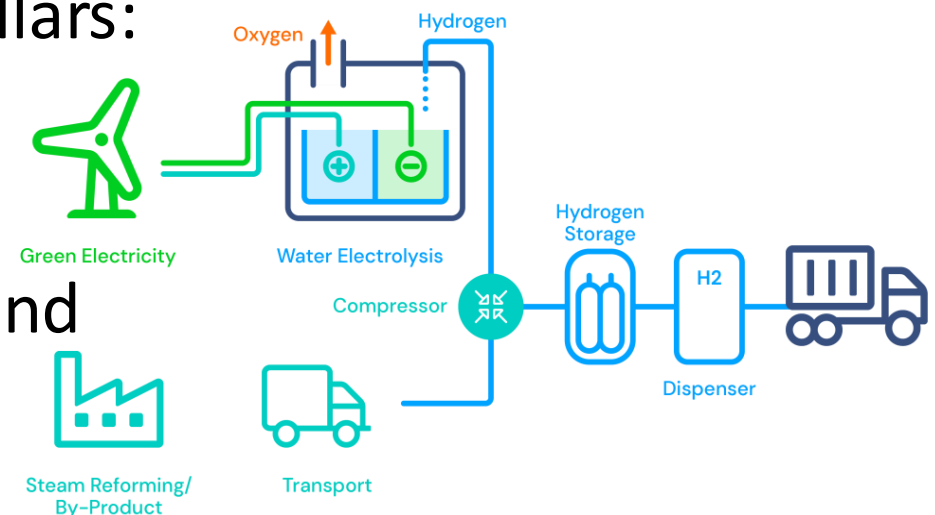 llars:
Oxygen
Hydrogen
Green Electricity
Water Electrolysis
Hydrogen
Storage
H2
nd
Compressor
Dispenser
Steam Reforming/
By-Product
Transport